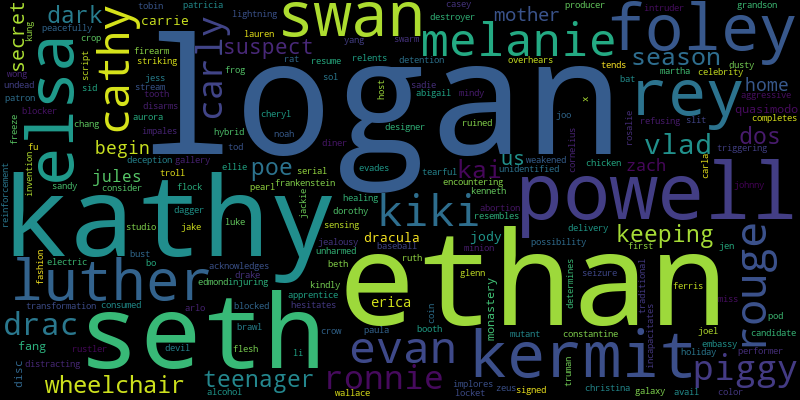 logan
kathy
ethan
seth
powell
swan
foley
rey
kermit
luther
elsa
cathy
melanie
evan
kiki
drac
rouge
piggy
ronnie
vlad
kai
poe
dos
us
carly
dark
secret
suspect
season
mother
home
quasimodo
zach
keeping
begin
jules
teenager
wheelchair
dracula
jody
erica
fang
tobin
patricia
lightning
carrie
lauren
yang
swarm
casey
destroyer
producer
intruder
grandson
peacefully
kung
crop
script
firearm
striking
rat
resume
relents
detention
overhears
tends
martha
celebrity
dusty
wong
undead
patron
blocker
sid
jess
stream
tooth
disarms
aurora
impales
frog
sol
sadie
abigail
mindy
bat
aggressive
completes
freeze
fu
chang
hybrid
noah
cheryl
host
designer
ruined
joo
x
refusing
slit
triggering
invention
deception
gallery
tod
diner
evades
tearful
weakened
unidentified
cornelius
chicken
rosalie
carla
johnny
reinforcement
sandy
consider
troll
flock
ellie
pearl
serial
frankenstein
encountering
kenneth
healing
abortion
resembles
studio
dagger
luke
jackie
dorothy
sensing
delivery
first
jen
jake
bust
bo
jealousy
baseball
unharmed
ruth
minion
possibility
electric
fashion
transformation
consumed
edmond
injuring
acknowledges
drake
beth
kindly
glenn
monastery
determines
seizure
traditional
ferris
miss
pod
arlo
blocked
hesitates
apprentice
coin
mutant
constantine
joel
candidate
brawl
crow
paula
booth
incapacitates
embassy
performer
rustler
devil
flesh
li
truman
holiday
disc
distracting
alcohol
wallace
implores
locket
zeus
signed
christina
galaxy
avail
color